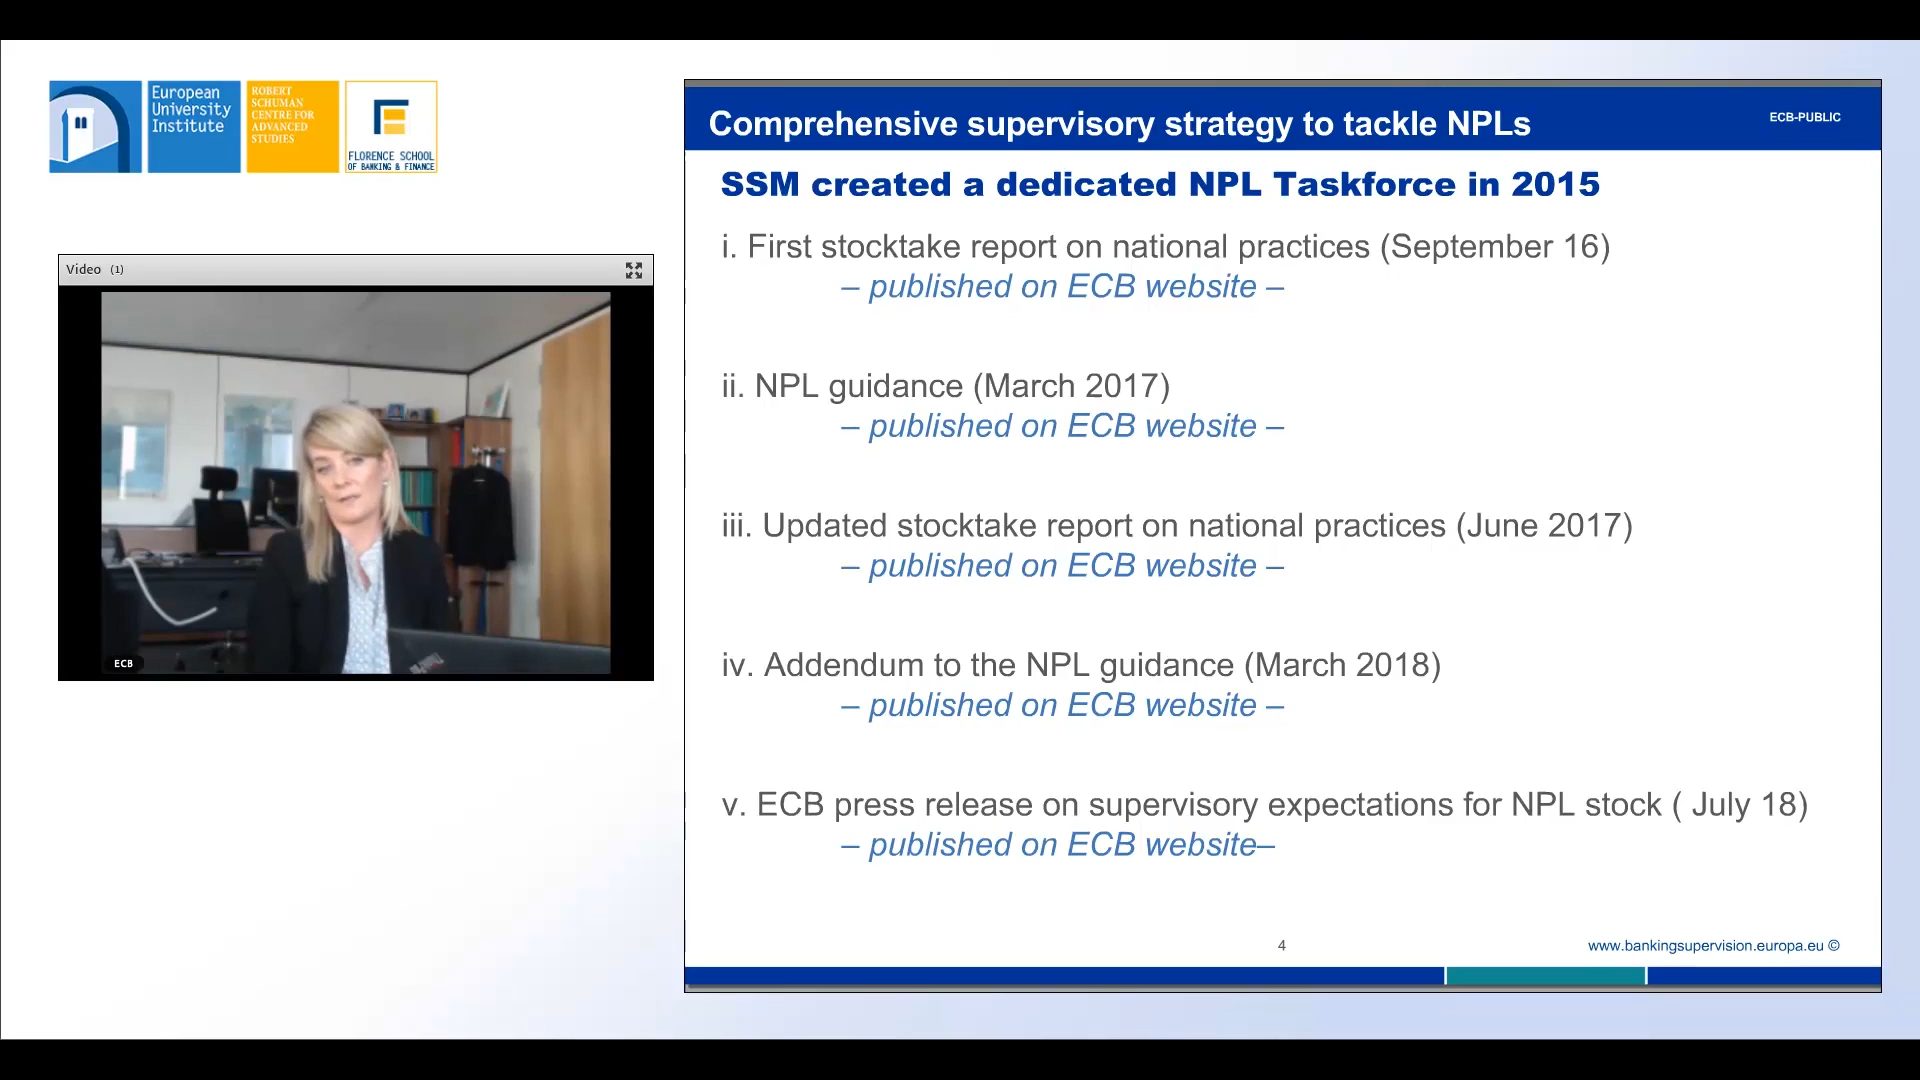 European
University
Institute
ROBERT
SCHUMAN
CENTRE FOR
ADVANCED
STUDIES
FLORENCE SCHOOL
OF BANKING & FINANCE
Video (1)
ECB
Comprehensive supervisory strategy to tackle NPLs
ECB-PUBLIC
SSM created a dedicated NPL Taskforce in 2015
i. First stocktake report on national practices (September 16)
– published on ECB website –
ii. NPL guidance (March 2017)
– published on ECB website –
iii. Updated stocktake report on national practices (June 2017)
– published on ECB website –
iv. Addendum to the NPL guidance (March 2018)
– published on ECB website –
v. ECB press release on supervisory expectations for NPL stock ( July 18)
– published on ECB website–
4
www.bankingsupervision.europa.eu ©